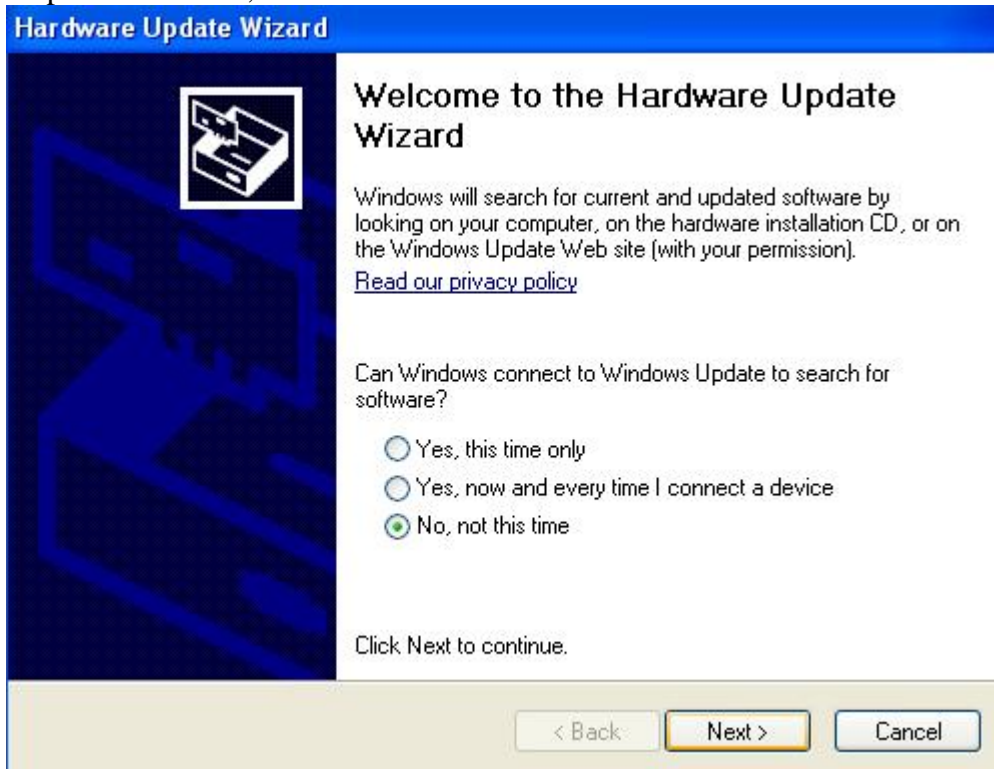 Hardware Update Wizard
Welcome to the Hardware Update
Wizard
Windows will search for current and updated software by
looking on your computer, on the hardware installation CD, or on
the Windows Update Web site (with your permission).
Read our privacy policy
Can Windows connect to Windows Update to search for
software?
Yes, this time only
Yes, now and every time I connect a device
No, not this time
Click Next to continue.
< Back
Next >
Cancel